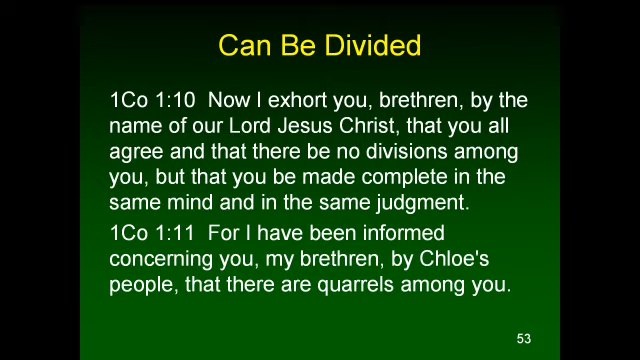 Can Be Divided
1Co 1:10  Now I exhort you, brethren, by the
name of our Lord Jesus Christ, that you all
agree and that there be no divisions among
you, but that you be made complete in the
same mind and in the same judgment.
1Co 1:11  For I have been informed
concerning you, my brethren, by Chloe's
people, that there are quarrels among you.
53